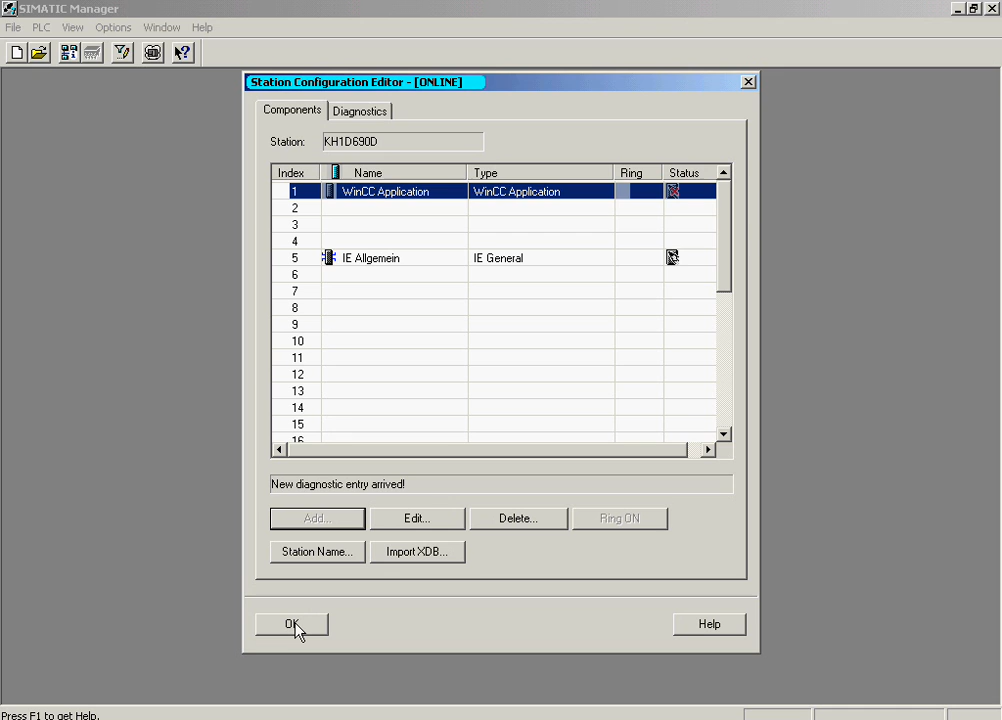 SIMATIC Manager
File PLC View Options Window Help
Station Configuration Editor - [ONLINE]
Components Diagnostics
Station: KH1D690D
Index Name Type Ring Status
1 WinCC Application WinCC Application
2
3
4
5 IE Allgemein IE General
6
7
8
9
10
11
12
13
14
15
16
New diagnostic entry arrived!
Add... Edit... Delete... Ring ON
Station Name... Import XDB...
OK Help
Press F1 to get Help.